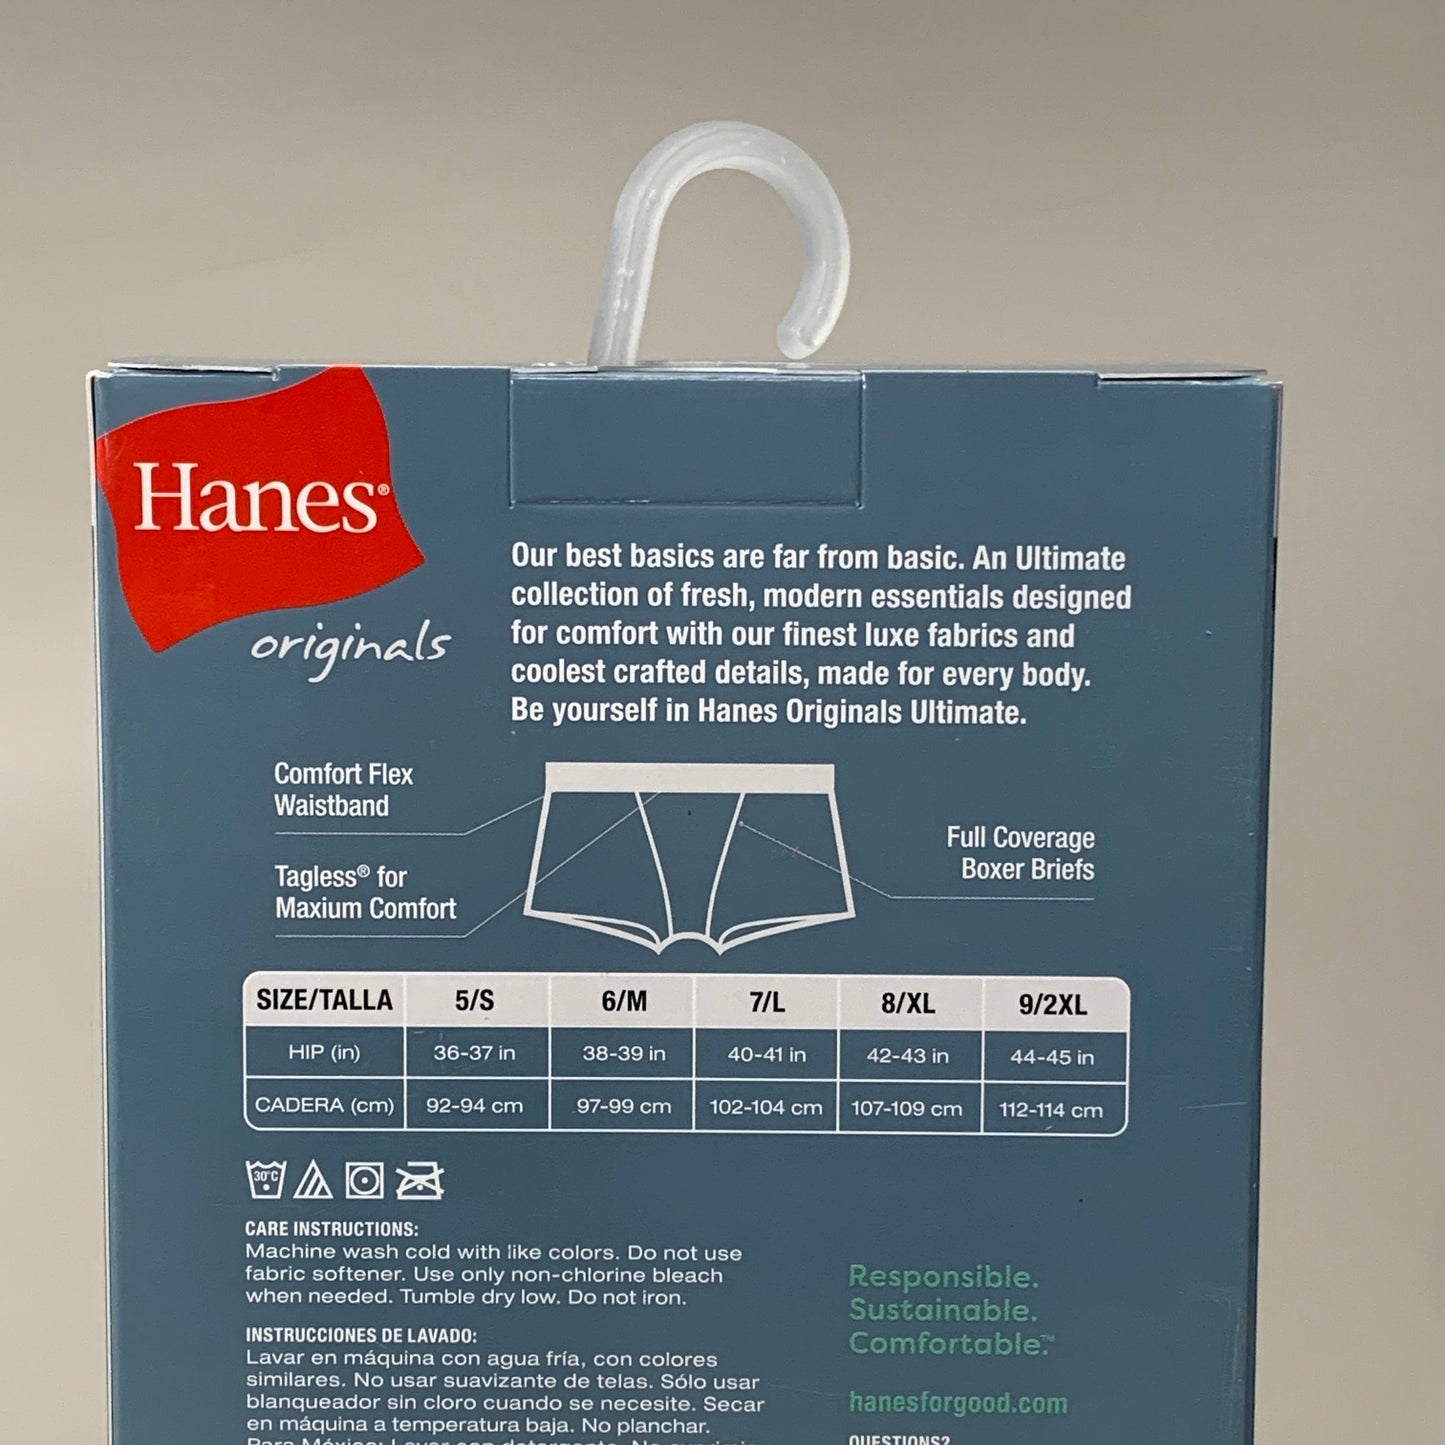 Hanes®
originals
Our best basics are far from basic. An Ultimate
collection of fresh, modern essentials designed
for comfort with our finest luxe fabrics and
coolest crafted details, made for every body.
Be yourself in Hanes Originals Ultimate.
Comfort Flex
Waistband
Tagless® for
Maxium Comfort
Full Coverage
Boxer Briefs
SIZE/TALLA 5/S 6/M 7/L 8/XL 9/2XL
HIP (in) 36-37 in 38-39 in 40-41 in 42-43 in 44-45 in
CADERA (cm) 92-94 cm 97-99 cm 102-104 cm 107-109 cm 112-114 cm
30°C
CARE INSTRUCTIONS:
Machine wash cold with like colors. Do not use
fabric softener. Use only non-chlorine bleach
when needed. Tumble dry low. Do not iron.
INSTRUCCIONES DE LAVADO:
Lavar en máquina con agua fría, con colores
similares. No usar suavizante de telas. Sólo usar
blanqueador sin cloro cuando se necesite. Secar
en máquina a temperatura baja. No planchar.
Para México: Lavar con detergente. No exprimir
Responsible.
Sustainable.
Comfortable.™
hanesforgood.com
QUESTIONS?